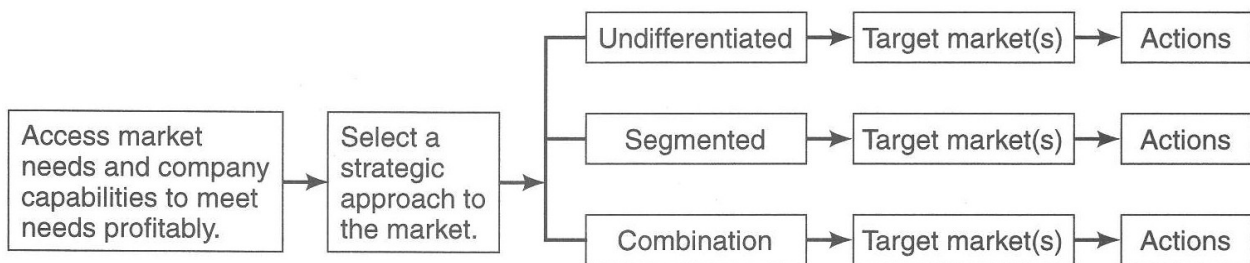 Access market
needs and company
capabilities to meet
needs profitably.
Select a
strategic
approach to
the market.
Undifferentiated
Target market(s)
Actions
Segmented
Target market(s)
Actions
Combination
Target market(s)
Actions